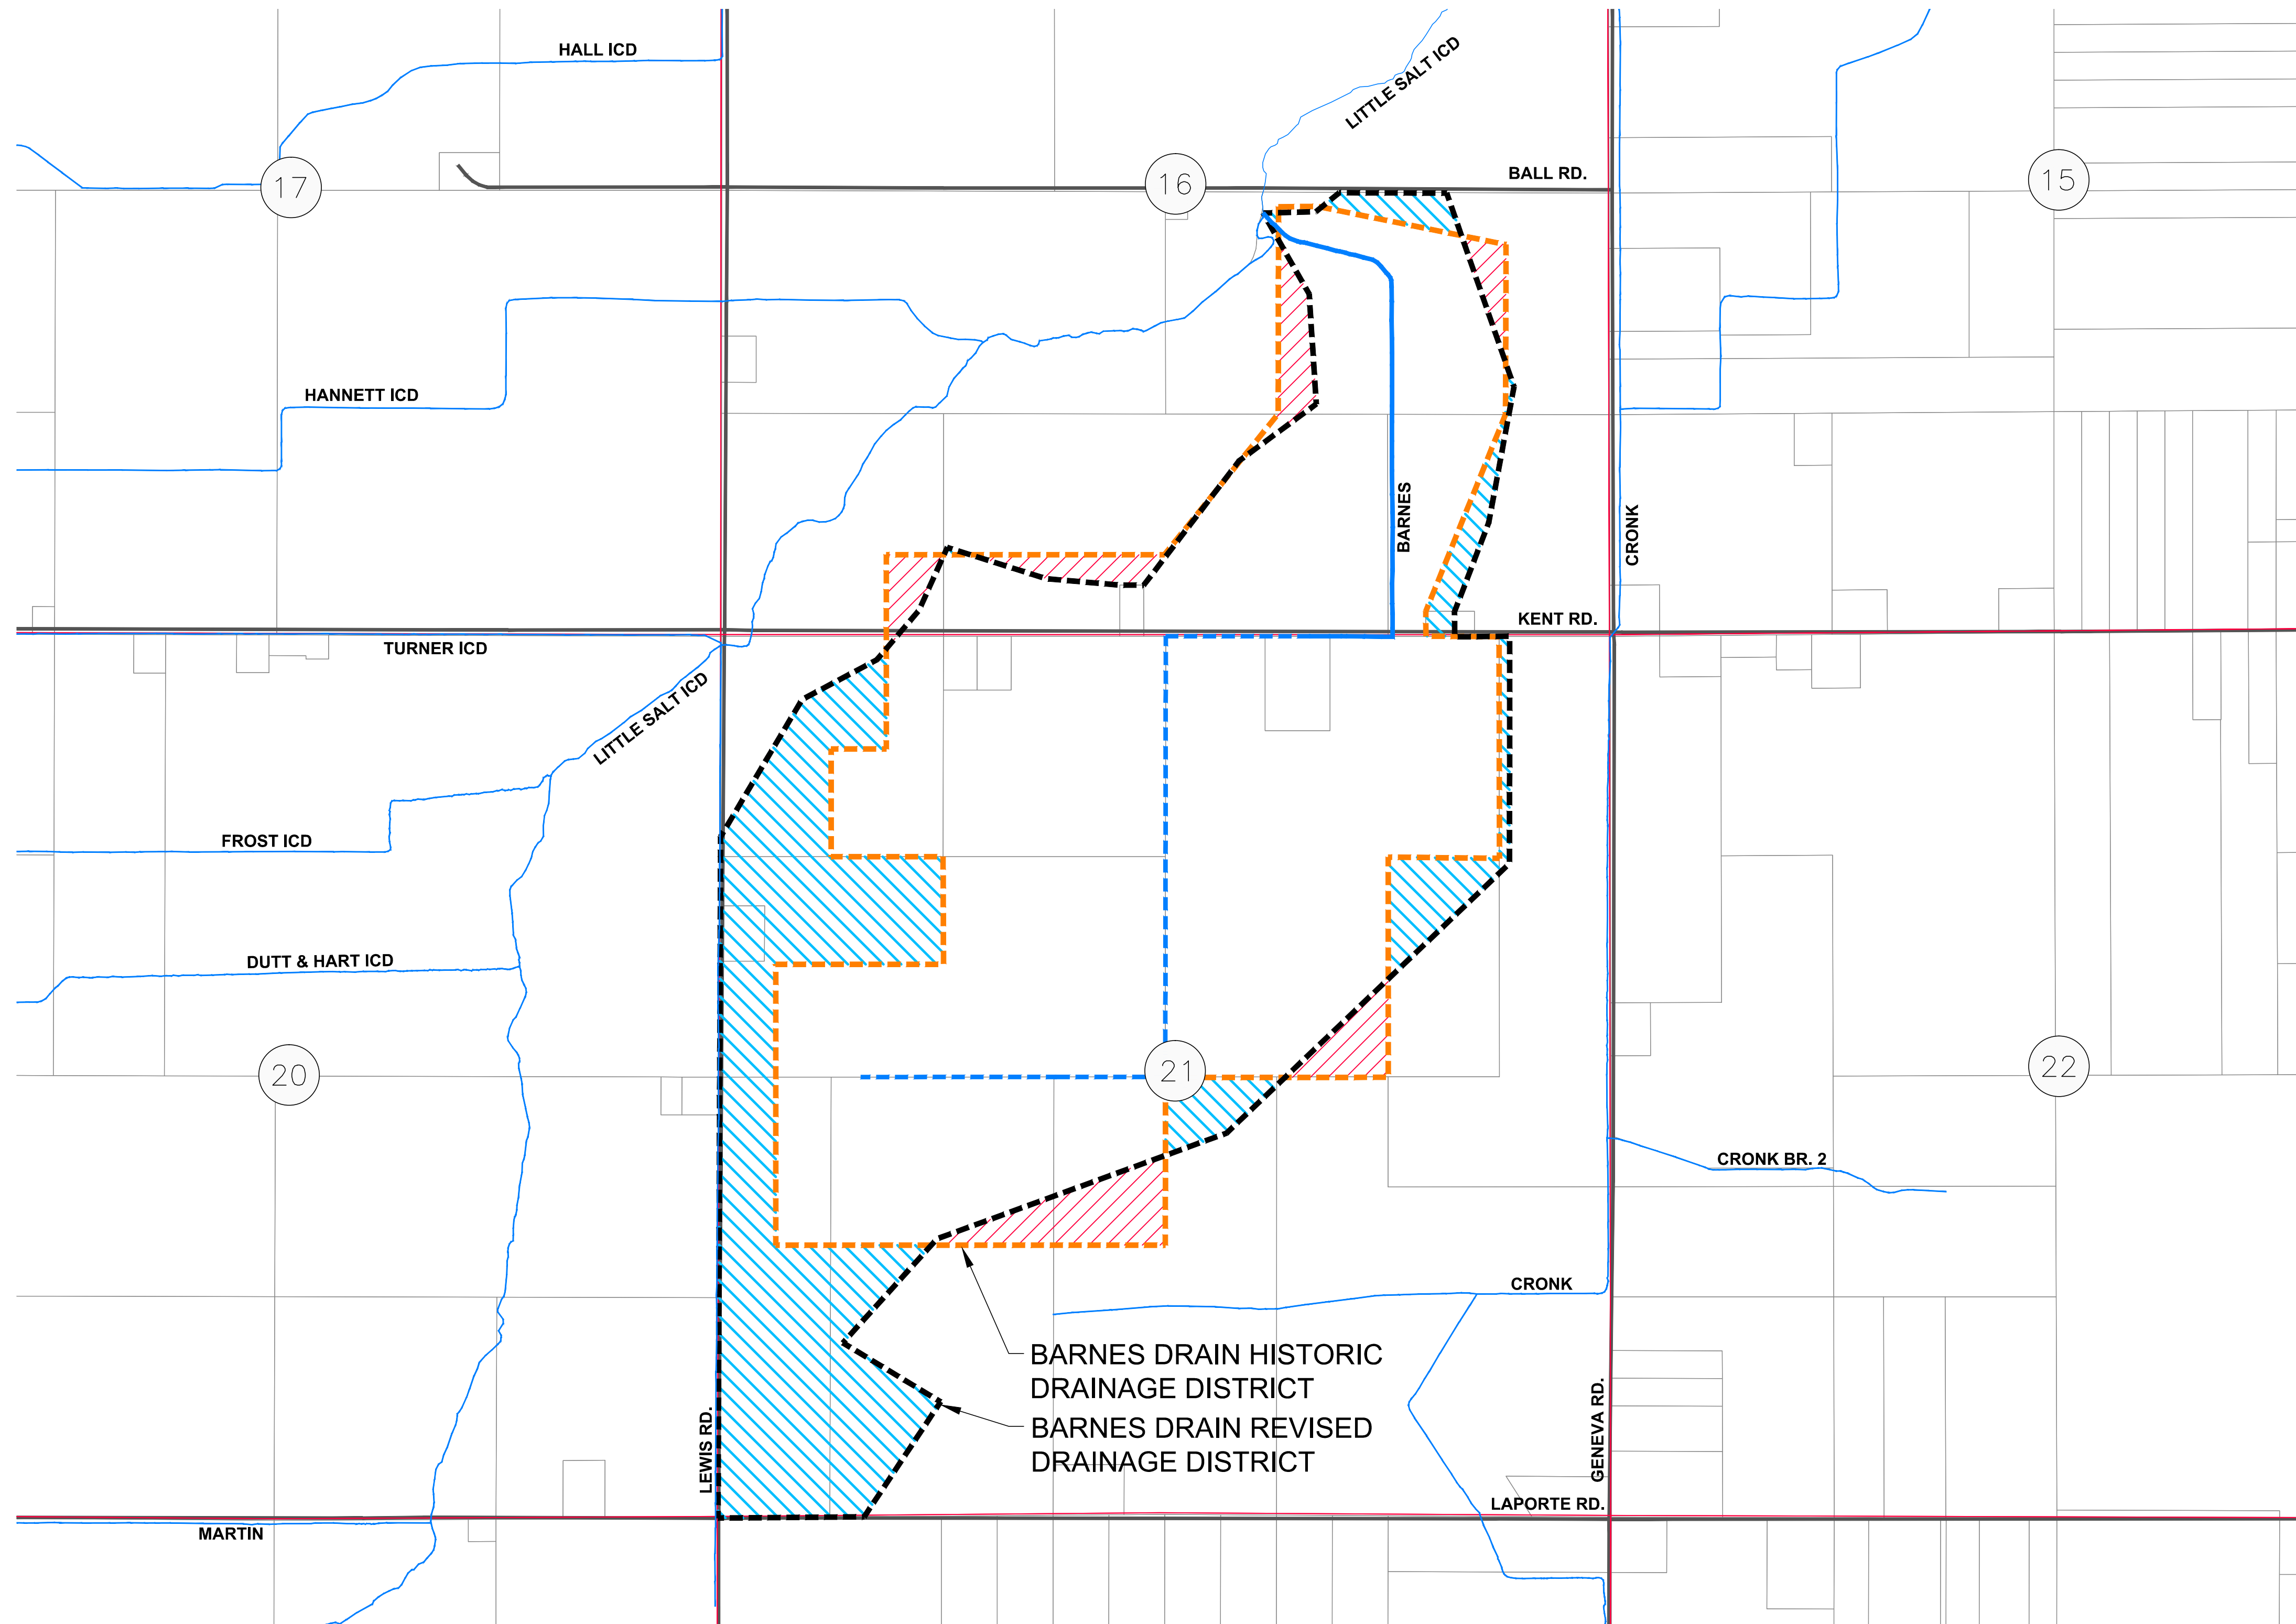 HALL ICD
LITTLE SALT ICD
17
16
BALL RD.
15
HANNETT ICD
BARNES
CRONK
KENT RD.
TURNER ICD
LITTLE SALT ICD
FROST ICD
DUTT & HART ICD
20
21
22
CRONK BR. 2
CRONK
BARNES DRAIN HISTORIC
DRAINAGE DISTRICT
BARNES DRAIN REVISED
DRAINAGE DISTRICT
LEWIS RD.
GENEVA RD.
LAPORTE RD.
MARTIN